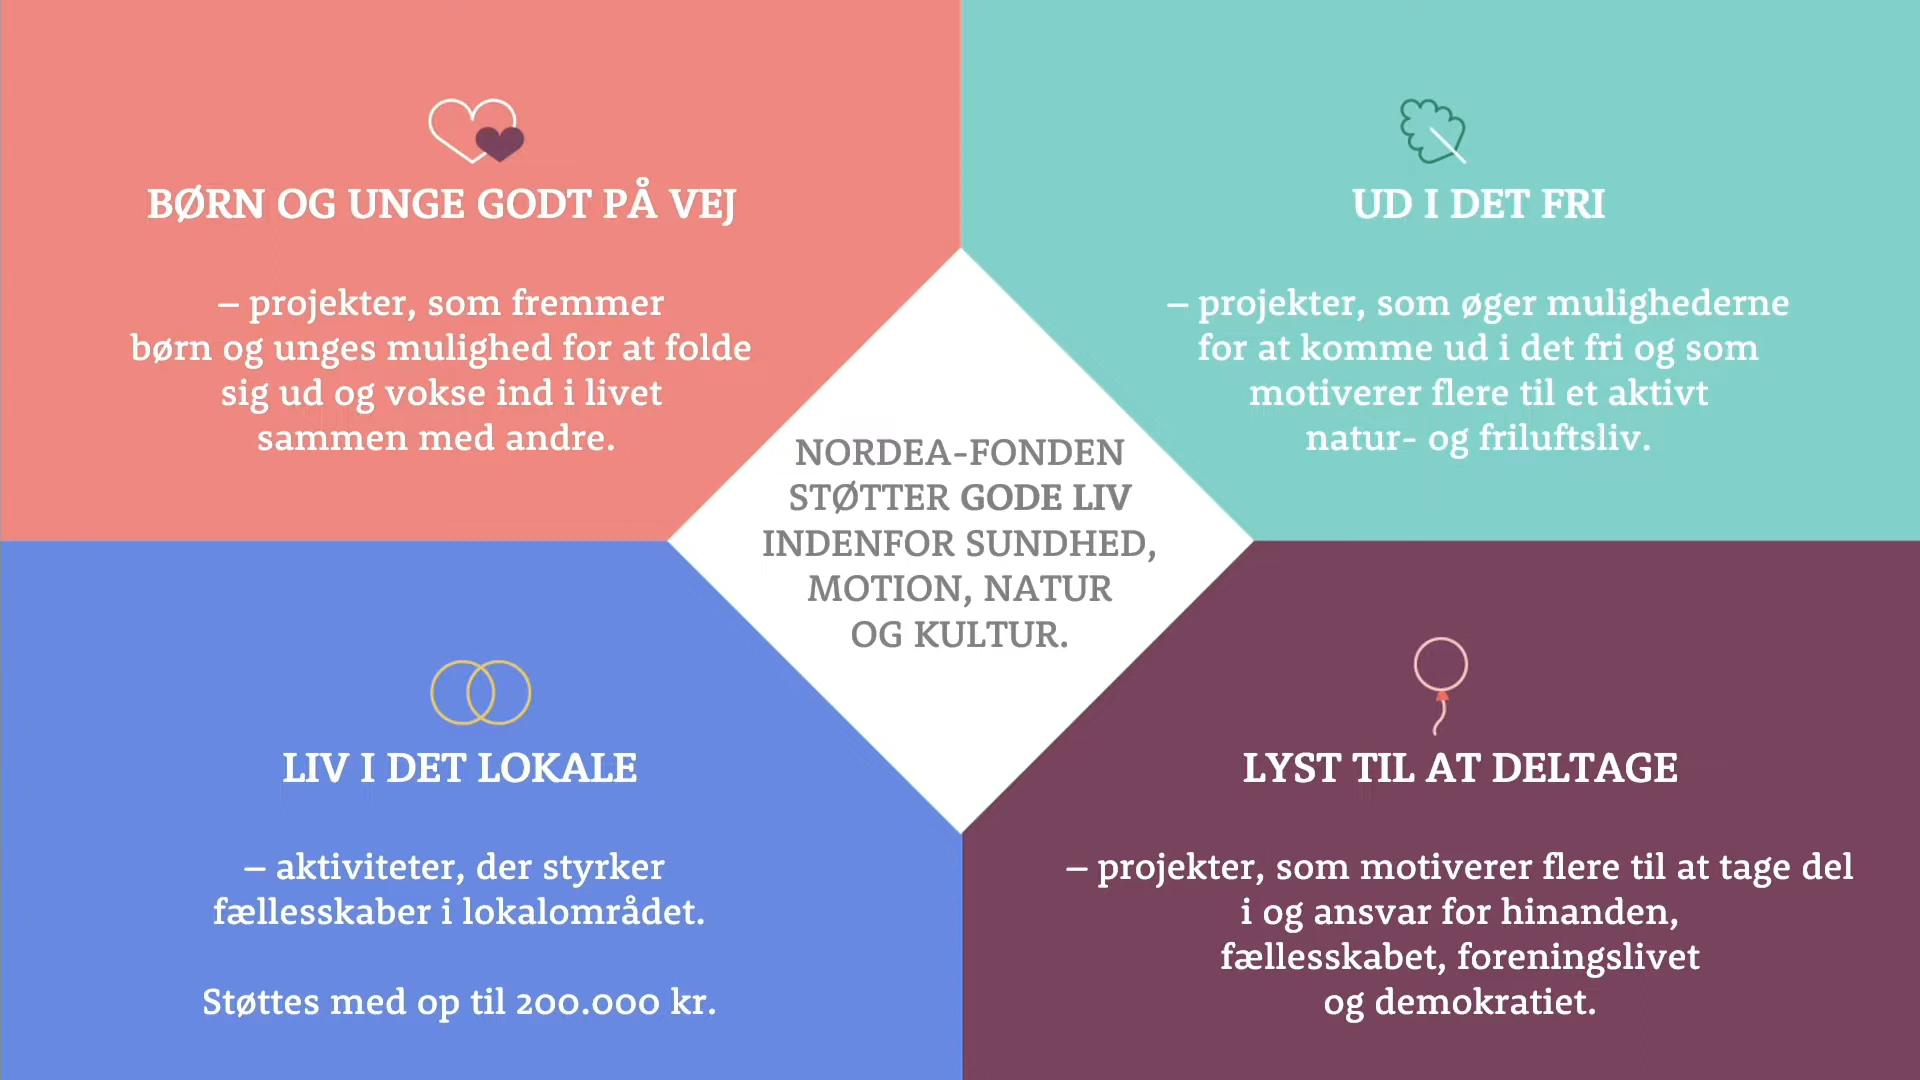 BØRN OG UNGE GODT PÅ VEJ
– projekter, som fremmer
børn og unges mulighed for at folde
sig ud og vokse ind i livet
sammen med andre.
UD I DET FRI
– projekter, som øger mulighederne
for at komme ud i det fri og som
motiverer flere til et aktivt
natur- og friluftsliv.
NORDEA-FONDEN
STØTTER GODE LIV
INDENFOR SUNDHED,
MOTION, NATUR
OG KULTUR.
LIV I DET LOKALE
– aktiviteter, der styrker
fællesskaber i lokalområdet.
Støttes med op til 200.000 kr.
LYST TIL AT DELTAGE
– projekter, som motiverer flere til at tage del
i og ansvar for hinanden,
fællesskabet, foreningslivet
og demokratiet.